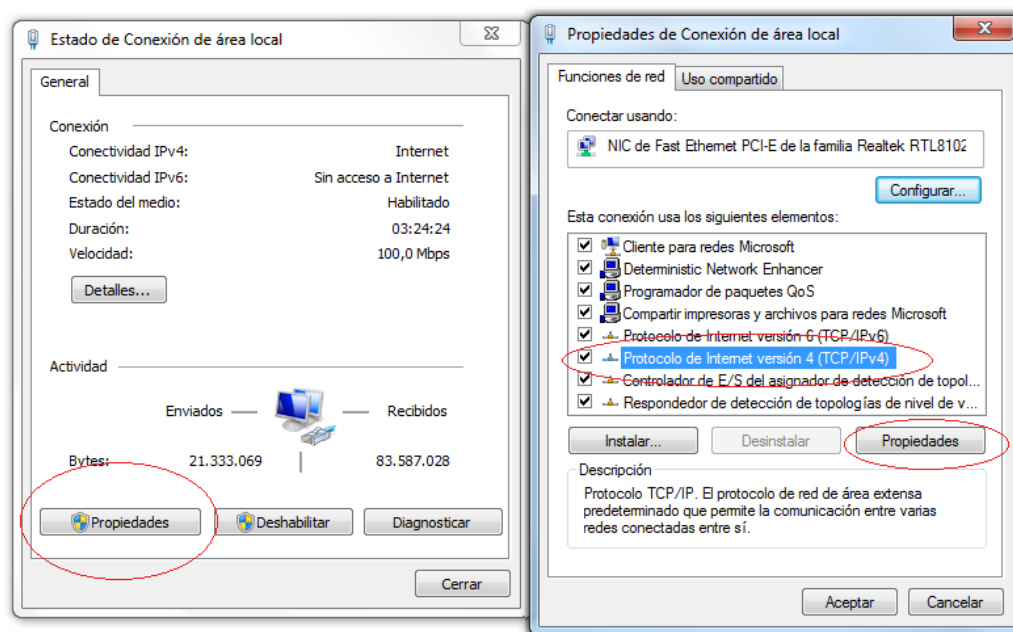 Estado de Conexión de área local
General
Conexión
Conectividad IPv4: Internet
Conectividad IPv6: Sin acceso a Internet
Estado del medio: Habilitado
Duración: 03:24:24
Velocidad: 100,0 Mbps
Detalles...
Actividad
Enviados Recibidos
Bytes: 21.333.069 83.587.028
Propiedades Deshabilitar Diagnosticar
Cerrar
Propiedades de Conexión de área local
Funciones de red Uso compartido
Conectar usando:
NIC de Fast Ethernet PCI-E de la familia Realtek RTL8102
Configurar...
Esta conexión usa los siguientes elementos:
Cliente para redes Microsoft
Deterministic Network Enhancer
Programador de paquetes QoS
Compartir impresoras y archivos para redes Microsoft
Protocolo de Internet versión 6 (TCP/IPv6)
Protocolo de Internet versión 4 (TCP/IPv4)
Controlador de E/S del asignador de detección de topol...
Respondedor de detección de topologías de nivel de v...
Instalar... Desinstalar Propiedades
Descripción
Protocolo TCP/IP. El protocolo de red de área extensa
predeterminado que permite la comunicación entre varias
redes conectadas entre sí.
Aceptar Cancelar